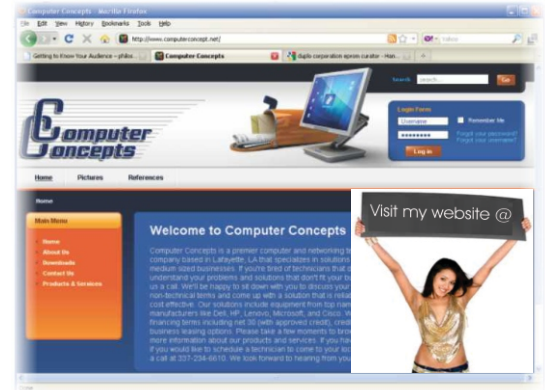 Computer Concepts - Mozilla Firefox
File Edit View History Bookmarks Tools Help
http://www.computerconcept.net/
Getting to Know Your Audience - philos... Computer Concepts duplo corporation eprom curator - Han...
Search search... Go
Login Form
Username Remember Me
Forgot your password?
Forgot your username?
Log in
Computer
Concepts
Home Pictures References
Home
Main Menu
Home
About Us
Downloads
Contact Us
Products & Services
Welcome to Computer Concepts
Computer Concepts is a premier computer and networking
company based in Lafayette, LA that specializes in solutions
medium sized businesses. If you're tired of technicians that
understand your problems and solutions that don't fit your
us a call. We'll be happy to sit down with you to discuss your
non-technical terms and come up with a solution that is
cost effective. Our solutions include equipment from top
manufacturers like Dell, HP, Lenovo, Microsoft, and Cisco.
financing terms including net 30 (with approved credit),
business leasing options. Please take a few moments to
more information about our products and services. If you
if you would like to schedule a technician to come to your
a call at 337-234-6610. We look forward to hearing from
Visit my website @